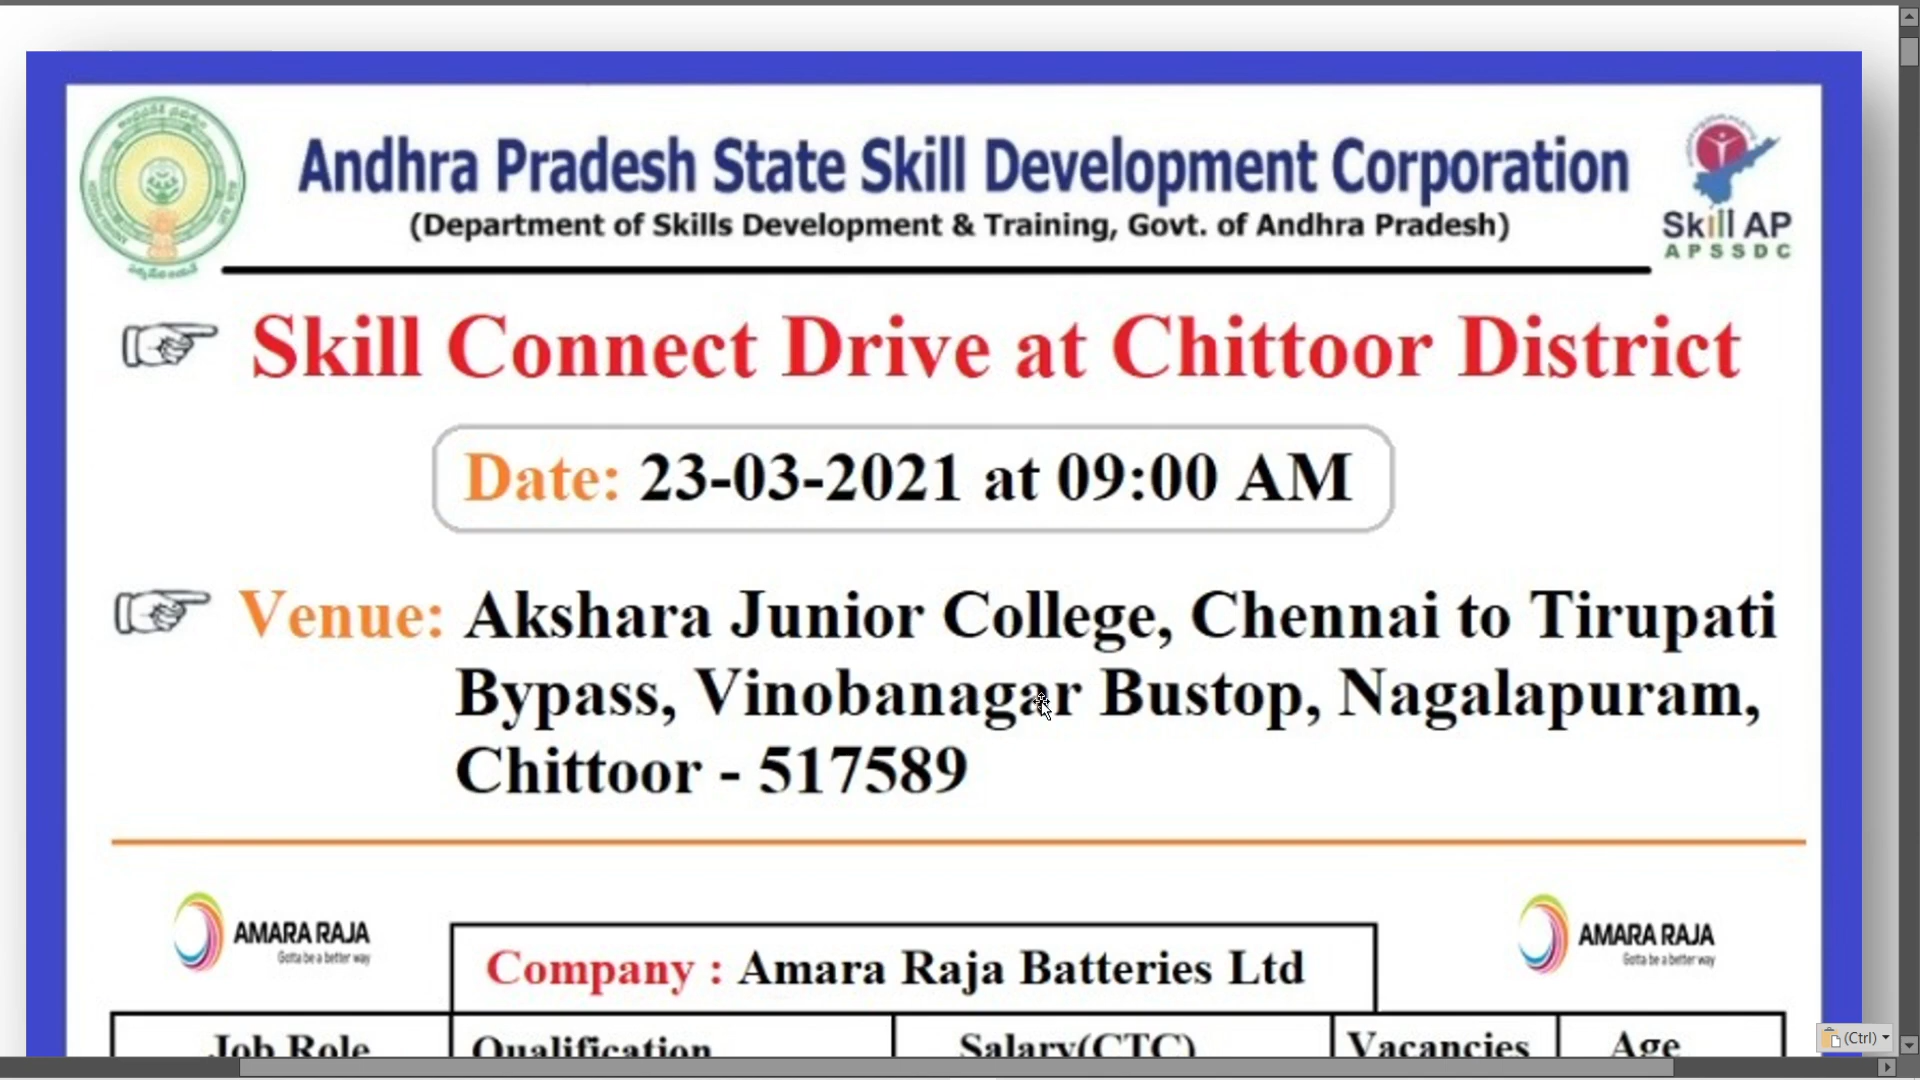 Andhra Pradesh State Skill Development Corporation
(Department of Skills Development & Training, Govt. of Andhra Pradesh)
Skill AP
APSSDC
Skill Connect Drive at Chittoor District
Date: 23-03-2021 at 09:00 AM
Venue: Akshara Junior College, Chennai to Tirupati
Bypass, Vinobanagar Bustop, Nagalapuram,
Chittoor - 517589
AMARA RAJA
Gotta be a better way
Company : Amara Raja Batteries Ltd
AMARA RAJA
Gotta be a better way
Job Role Qualification Salary(CTC) Vacancies Age
(Ctrl)